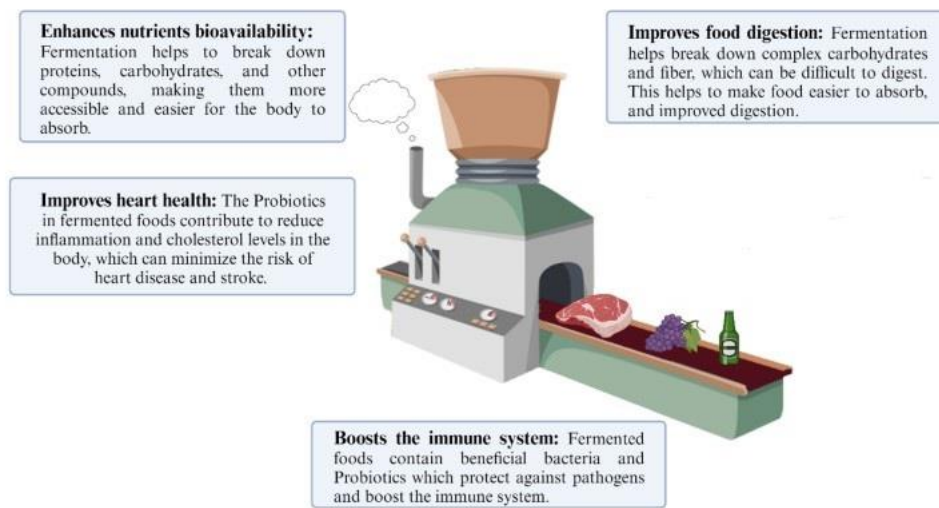 Enhances nutrients bioavailability:
Fermentation helps to break down
proteins, carbohydrates, and other
compounds, making them more
accessible and easier for the body to
absorb.
Improves food digestion: Fermentation
helps break down complex carbohydrates
and fiber, which can be difficult to digest.
This helps to make food easier to absorb,
and improved digestion.
Improves heart health: The Probiotics
in fermented foods contribute to reduce
inflammation and cholesterol levels in the
body, which can minimize the risk of
heart disease and stroke.
Boosts the immune system: Fermented
foods contain beneficial bacteria and
Probiotics which protect against pathogens
and boost the immune system.